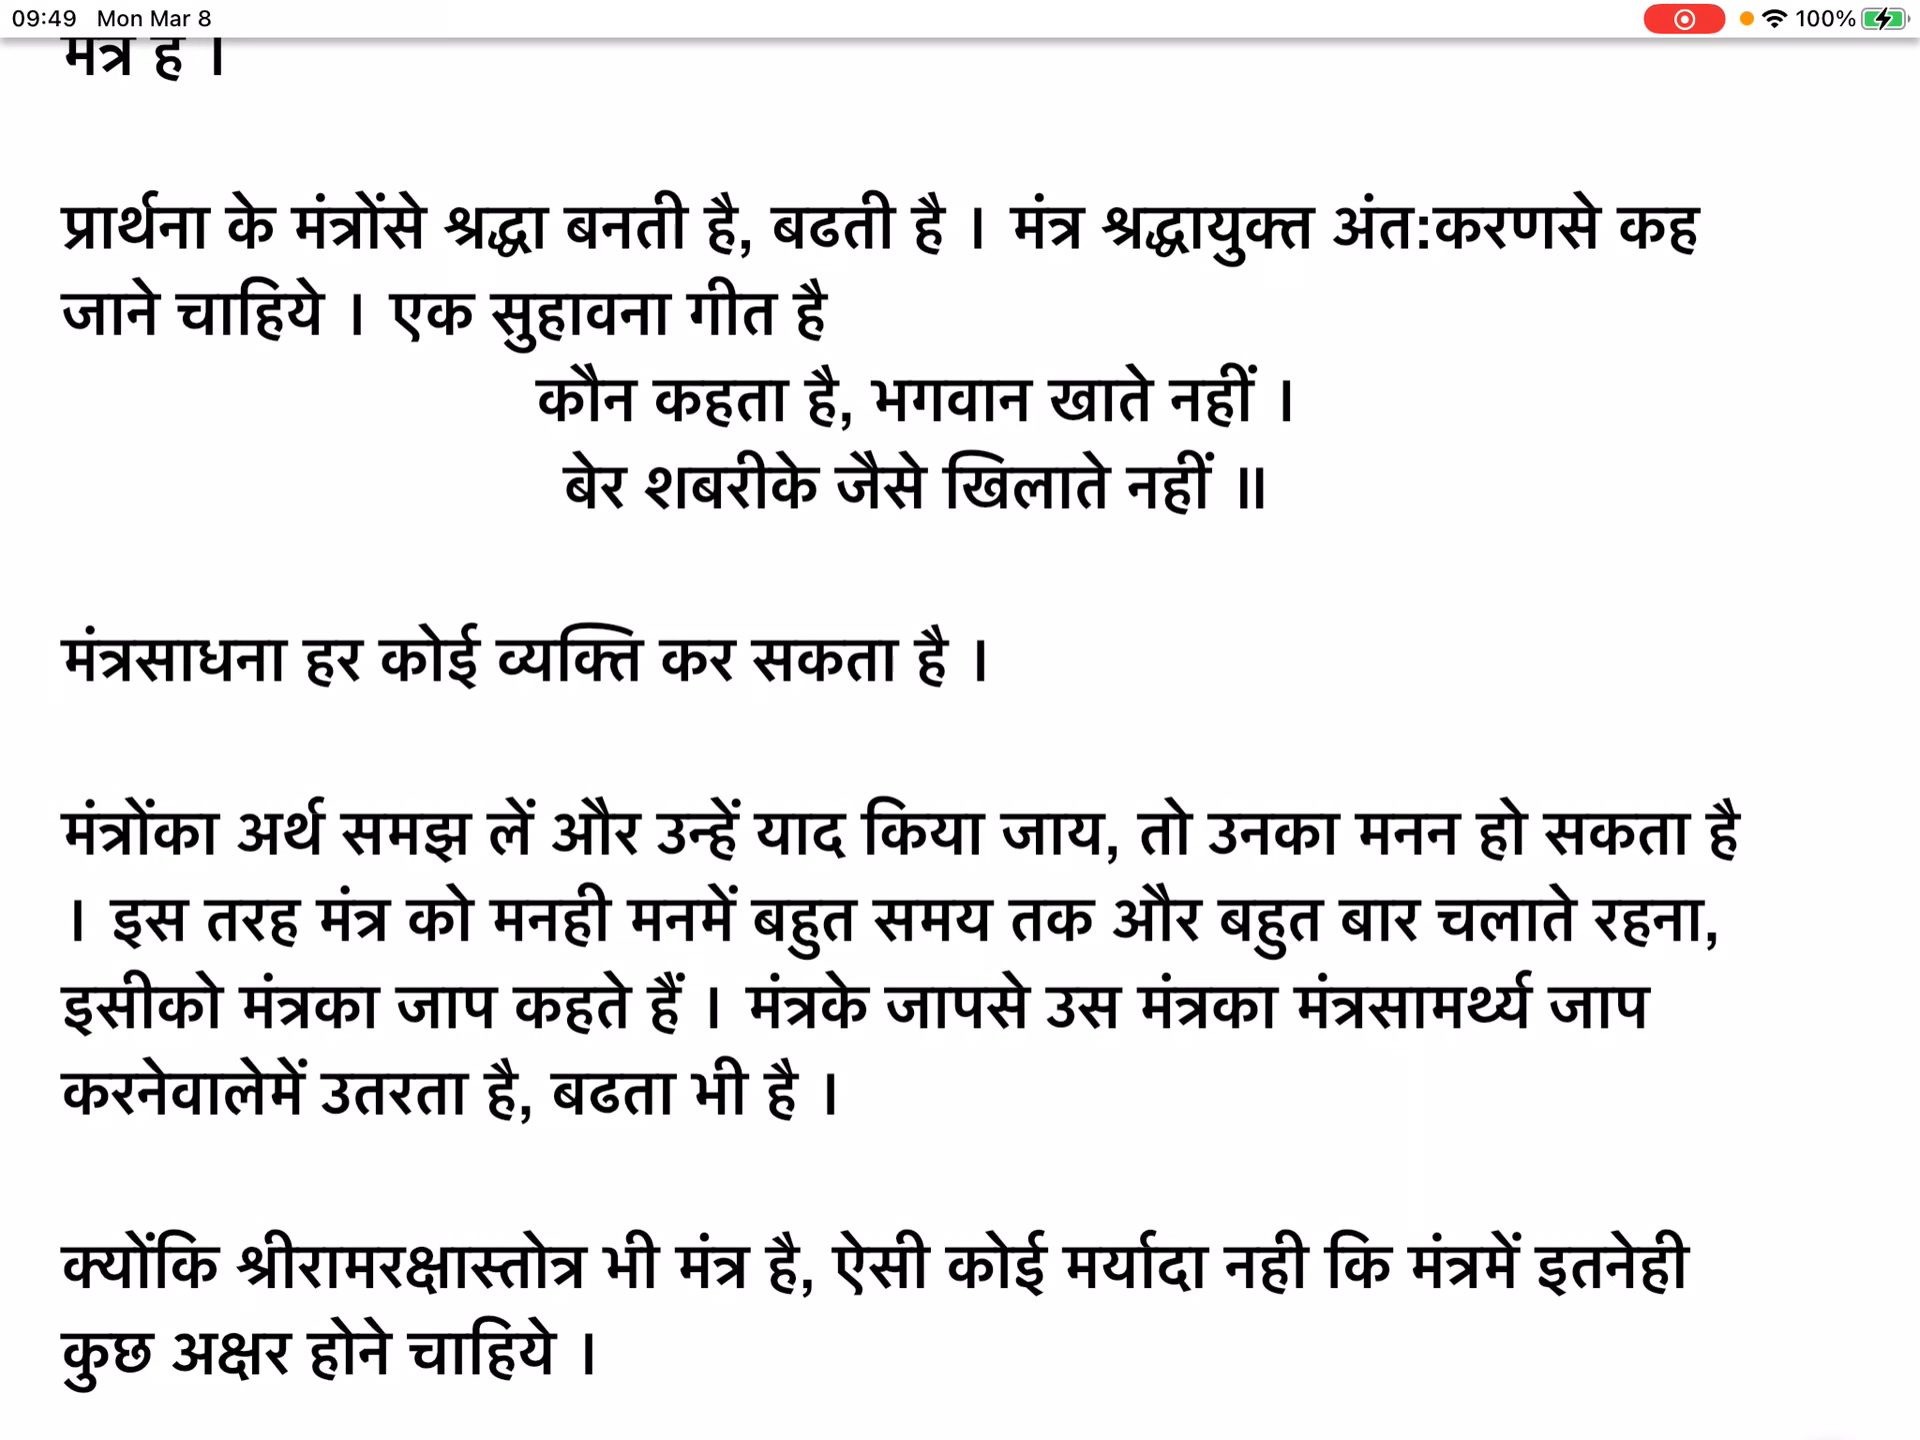 09:49 Mon Mar 8 100%
मंत्र है ।
प्रार्थना के मंत्रोंसे श्रद्धा बनती है, बढती है । मंत्र श्रद्धायुक्त अंत:करणसे कह
जाने चाहिये । एक सुहावना गीत है
कौन कहता है, भगवान खाते नहीं ।
बेर शबरीके जैसे खिलाते नहीं ॥
मंत्रसाधना हर कोई व्यक्ति कर सकता है ।
मंत्रोंका अर्थ समझ लें और उन्हें याद किया जाय, तो उनका मनन हो सकता है
। इस तरह मंत्र को मनही मनमें बहुत समय तक और बहुत बार चलाते रहना,
इसीको मंत्रका जाप कहते हैं । मंत्रके जापसे उस मंत्रका मंत्रसामर्थ्य जाप
करनेवालेमें उतरता है, बढता भी है ।
क्योंकि श्रीरामरक्षास्तोत्र भी मंत्र है, ऐसी कोई मर्यादा नही कि मंत्रमें इतनेही
कुछ अक्षर होने चाहिये ।